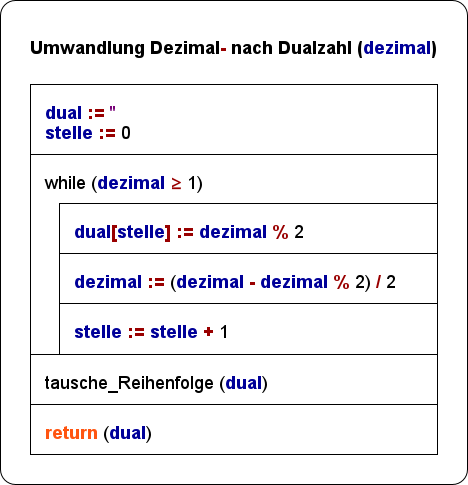 Umwandlung Dezimal- nach Dualzahl (dezimal)
dual := ''
stelle := 0
while (dezimal ≥ 1)
dual[stelle] := dezimal % 2
dezimal := (dezimal - dezimal % 2) / 2
stelle := stelle + 1
tausche_Reihenfolge (dual)
return (dual)